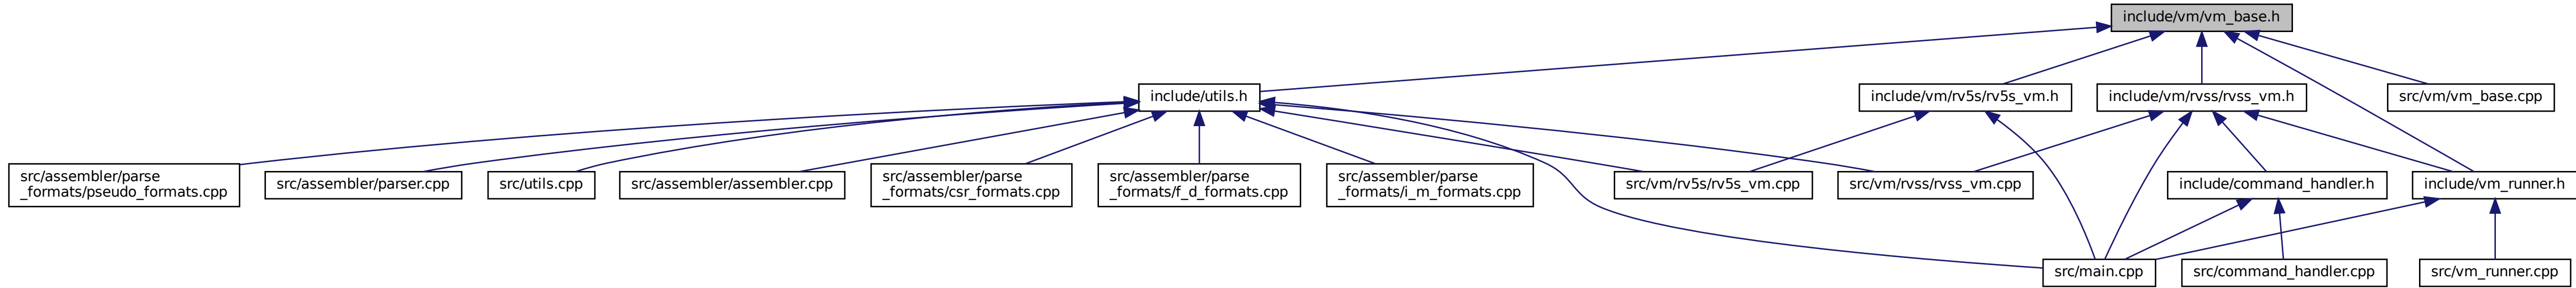 include/vm/vm_base.h
include/utils.h
include/vm/rv5s/rv5s_vm.h
include/vm/rvss/rvss_vm.h
src/vm/vm_base.cpp
src/assembler/parse
_formats/pseudo_formats.cpp
src/assembler/parser.cpp
src/utils.cpp
src/assembler/assembler.cpp
src/assembler/parse
_formats/csr_formats.cpp
src/assembler/parse
_formats/f_d_formats.cpp
src/assembler/parse
_formats/i_m_formats.cpp
src/vm/rv5s/rv5s_vm.cpp
src/vm/rvss/rvss_vm.cpp
include/command_handler.h
include/vm_runner.h
src/main.cpp
src/command_handler.cpp
src/vm_runner.cpp